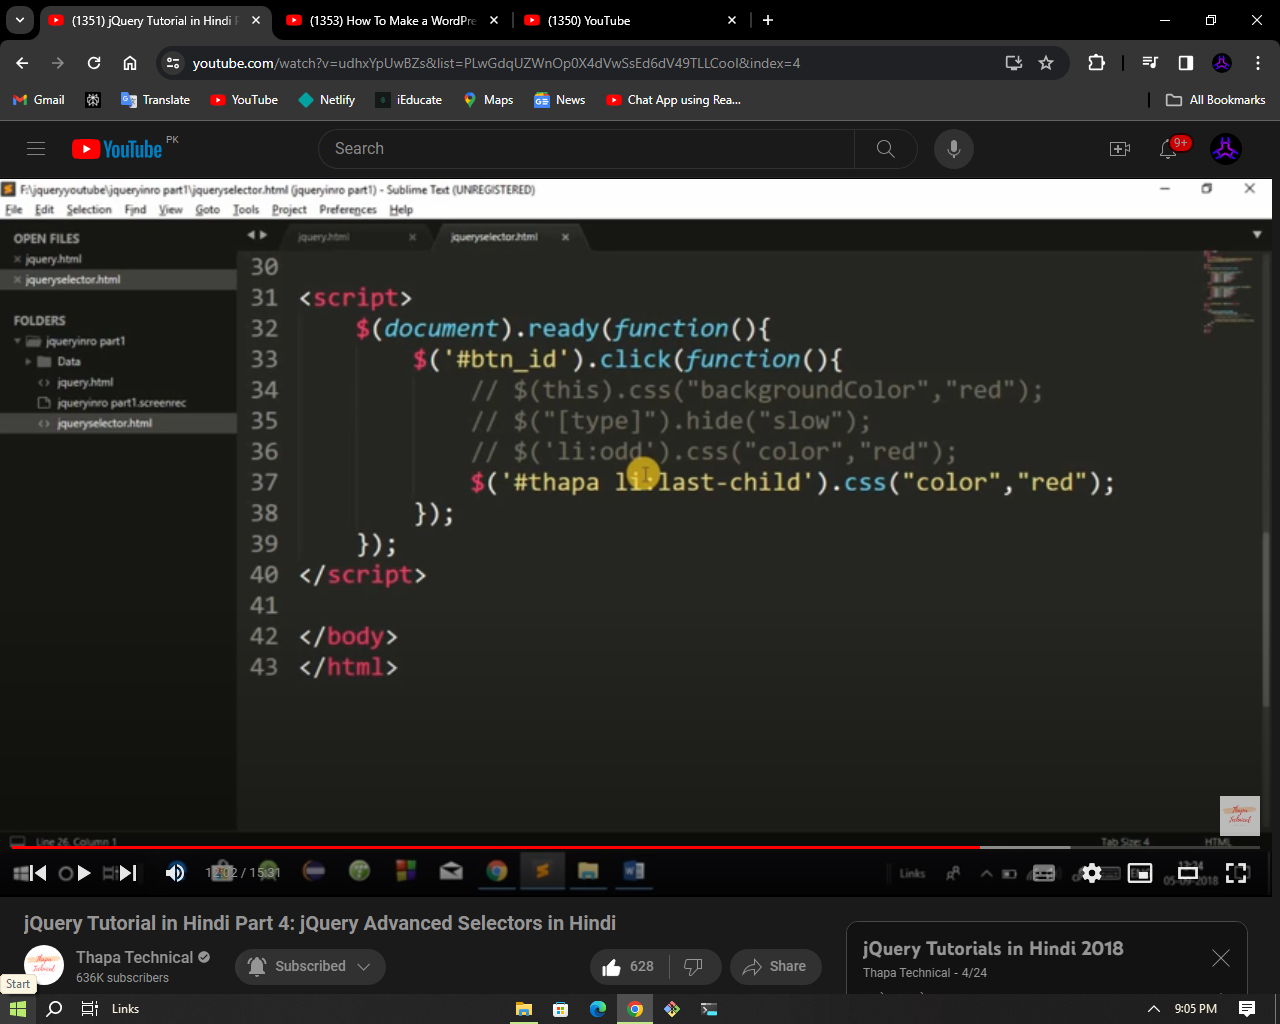 (1351) jQuery Tutorial in Hindi P
(1353) How To Make a WordPre
(1350) YouTube
youtube.com/watch?v=udhxYpUwBZs&list=PLwGdqUZWnOp0X4dVwSsEd6dV49TLLCool&index=4
Gmail
Translate
YouTube
Netlify
iEducate
Maps
News
Chat App using Rea...
All Bookmarks
YouTube PK
Search
9+
F:\jqueryyoutube\jqueryinro part1\jqueryselector.html (jqueryinro part1) - Sublime Text (UNREGISTERED)
File Edit Selection Find View Goto Tools Project Preferences Help
OPEN FILES
jquery.html
jqueryselector.html
FOLDERS
jqueryinro part1
Data
jquery.html
jqueryinro part1.screenrec
jqueryselector.html
jquery.html
jqueryselector.html
30
31 <script>
32 $(document).ready(function(){
33 $('#btn_id').click(function(){
34 // $(this).css("backgroundColor","red");
35 // $("[type]").hide("slow");
36 // $('li:odd').css("color","red");
37 $('#thapa li:last-child').css("color","red");
38 });
39 });
40 </script>
41
42 </body>
43 </html>
Thapa
Technical
Line 26, Column 1
Tab Size: 4
HTML
12:02 / 15:31
Links
05-09-2018
jQuery Tutorial in Hindi Part 4: jQuery Advanced Selectors in Hindi
Thapa Technical
636K subscribers
Subscribed
628
Share
jQuery Tutorials in Hindi 2018
Thapa Technical - 4/24
Start
Links
9:05 PM